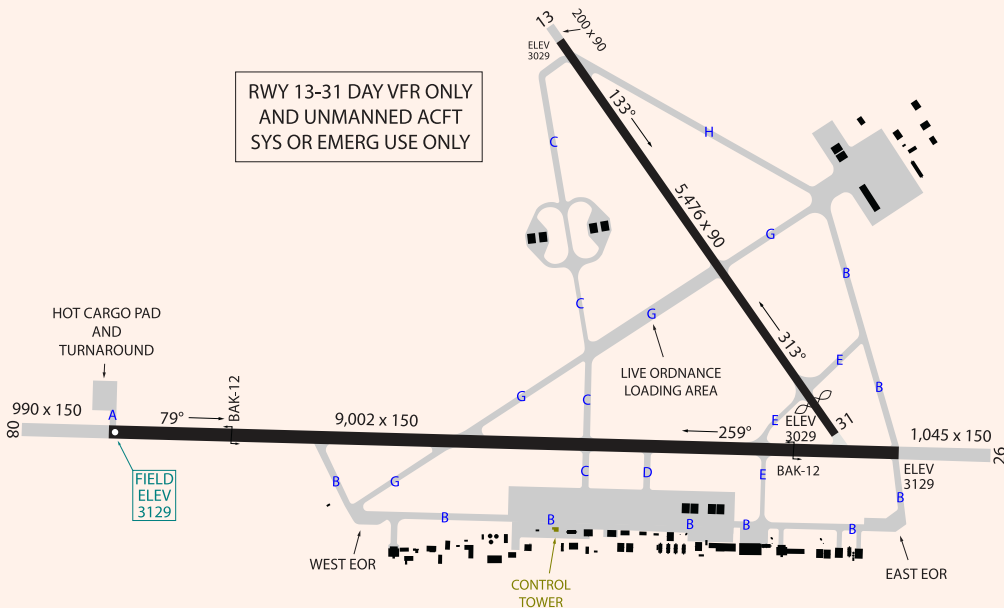 13
200 x 90
ELEV
3029
RWY 13-31 DAY VFR ONLY
AND UNMANNED ACFT
SYS OR EMERG USE ONLY
133°
H
C
5,476 x 90
G
B
C
HOT CARGO PAD
AND
TURNAROUND
G
313°
LIVE ORDNANCE
LOADING AREA
E
B
BAK-12
G
C
990 x 150
A
79°
9,002 x 150
259°
E
ELEV
3029
31
1,045 x 150
08
26
BAK-12
FIELD
ELEV
3129
B
G
C
D
E
ELEV
3129
B
B
B
B
B
B
WEST EOR
CONTROL
TOWER
EAST EOR